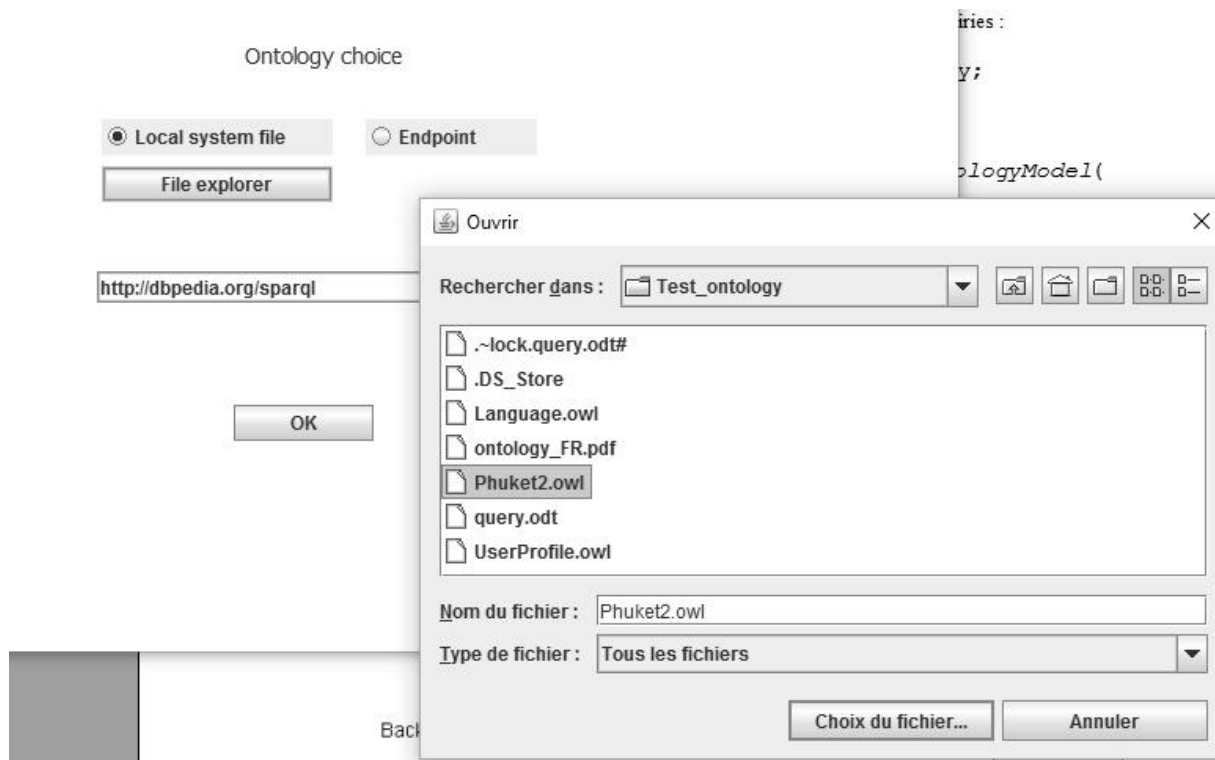 iries :
Ontology choice
y;
Local system file
Endpoint
ologyModel(
File explorer
Ouvrir
http://dbpedia.org/sparql
Rechercher dans : Test_ontology
.~lock.query.odt#
.DS_Store
Language.owl
OK
ontology_FR.pdf
Phuket2.owl
query.odt
UserProfile.owl
Nom du fichier : Phuket2.owl
Type de fichier : Tous les fichiers
Back
Choix du fichier...
Annuler